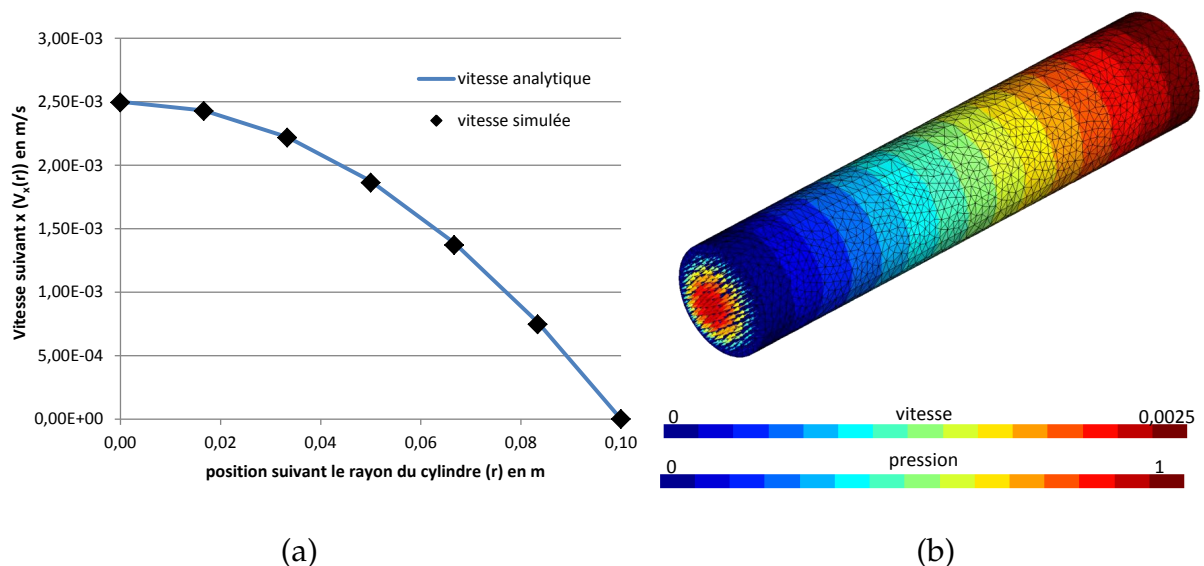 3,00E-03
2,50E-03
2,00E-03
1,50E-03
1,00E-03
5,00E-04
0,00E+00
Vitesse suivant x (Vx(r)) en m/s
vitesse analytique
vitesse simulée
0,00
0,02
0,04
0,06
0,08
0,10
position suivant le rayon du cylindre (r) en m
(a)
0 vitesse 0,0025
0 pression 1
(b)